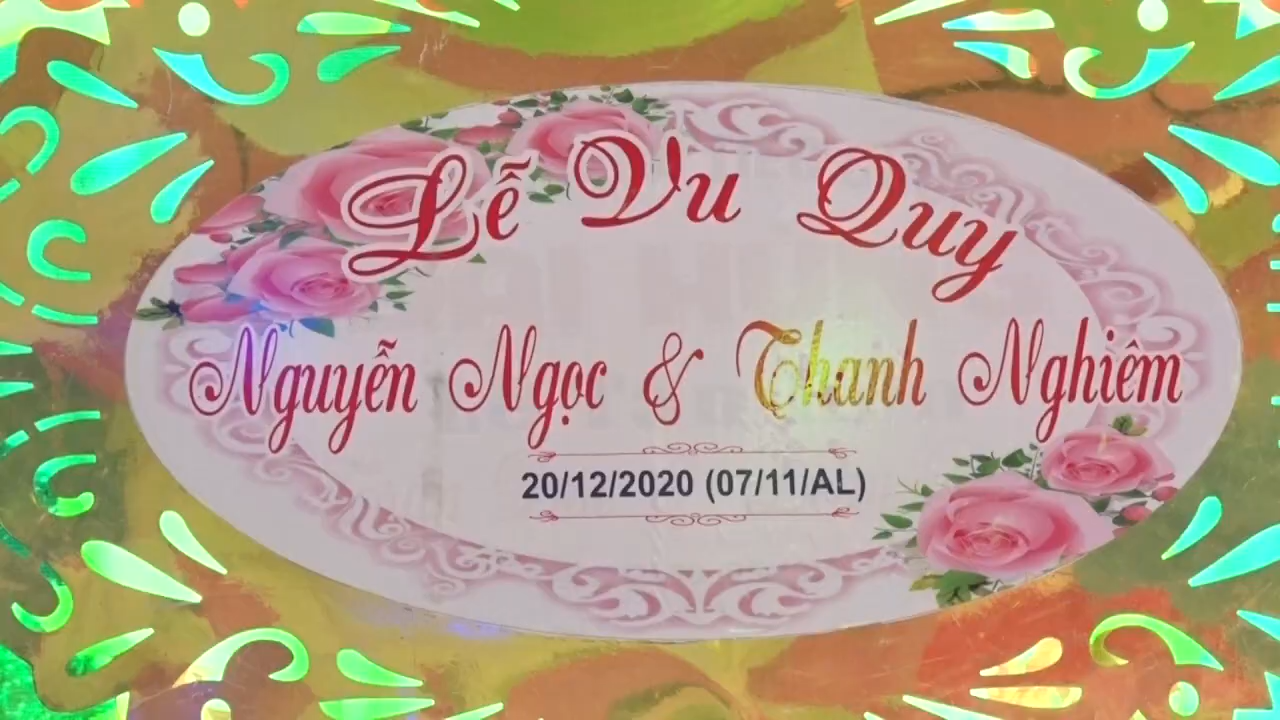 Lễ Vu Quy
Nguyễn Ngọc & Thanh Nghiêm
20/12/2020 (07/11/AL)